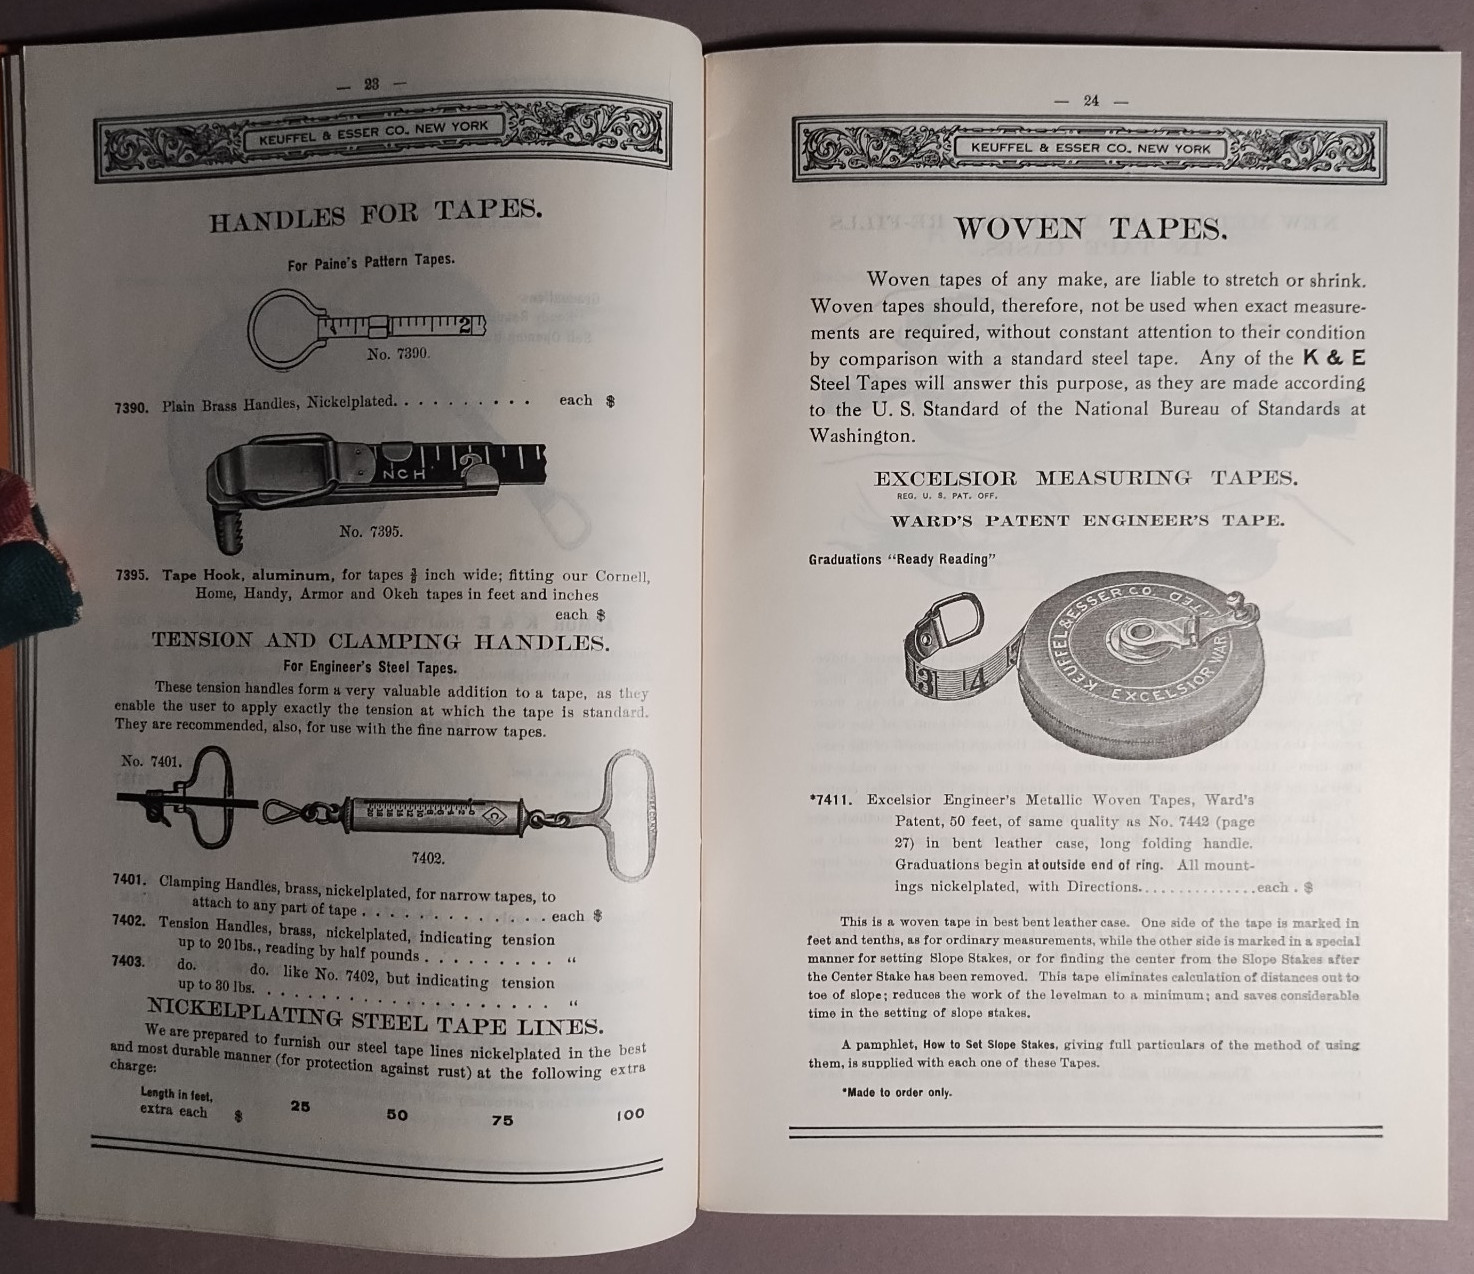 — 23 —
KEUFFEL & ESSER CO. NEW YORK
HANDLES FOR TAPES.
For Paine's Pattern Tapes.
2
No. 7390.
7390. Plain Brass Handles, Nickelplated. . . . . . . . . . each $
NCH 2
No. 7395.
7395. Tape Hook, aluminum, for tapes ⅜ inch wide; fitting our Cornell,
Home, Handy, Armor and Okeh tapes in feet and inches
each $
TENSION AND CLAMPING HANDLES.
For Engineer's Steel Tapes.
These tension handles form a very valuable addition to a tape, as they
enable the user to apply exactly the tension at which the tape is standard.
They are recommended, also, for use with the fine narrow tapes.
No. 7401.
7402.
7401. Clamping Handles, brass, nickelplated, for narrow tapes, to
attach to any part of tape . . . . . . . . . . . . each $
7402. Tension Handles, brass, nickelplated, indicating tension
up to 20 lbs., reading by half pounds . . . . . . . . . "
7403. do. do. like No. 7402, but indicating tension
up to 30 lbs. . . . . . . . . . . . . . . . . . "
NICKELPLATING STEEL TAPE LINES.
We are prepared to furnish our steel tape lines nickelplated in the best
and most durable manner (for protection against rust) at the following extra
charge:
Length in feet, 25 50 75 100
extra each $
— 24 —
KEUFFEL & ESSER CO. NEW YORK
WOVEN TAPES.
Woven tapes of any make, are liable to stretch or shrink.
Woven tapes should, therefore, not be used when exact measure-
ments are required, without constant attention to their condition
by comparison with a standard steel tape. Any of the K & E
Steel Tapes will answer this purpose, as they are made according
to the U. S. Standard of the National Bureau of Standards at
Washington.
EXCELSIOR MEASURING TAPES.
REG. U. S. PAT. OFF.
WARD'S PATENT ENGINEER'S TAPE.
Graduations "Ready Reading"
3 4
KEUFFEL & ESSER CO.
EXCELSIOR WAR.
*7411. Excelsior Engineer's Metallic Woven Tapes, Ward's
Patent, 50 feet, of same quality as No. 7442 (page
27) in bent leather case, long folding handle.
Graduations begin at outside end of ring. All mount-
ings nickelplated, with Directions..............each . $
This is a woven tape in best bent leather case. One side of the tape is marked in
feet and tenths, as for ordinary measurements, while the other side is marked in a special
manner for setting Slope Stakes, or for finding the center from the Slope Stakes after
the Center Stake has been removed. This tape eliminates calculation of distances out to
toe of slope; reduces the work of the levelman to a minimum; and saves considerable
time in the setting of slope stakes.
A pamphlet, How to Set Slope Stakes, giving full particulars of the method of using
them, is supplied with each one of these Tapes.
*Made to order only.